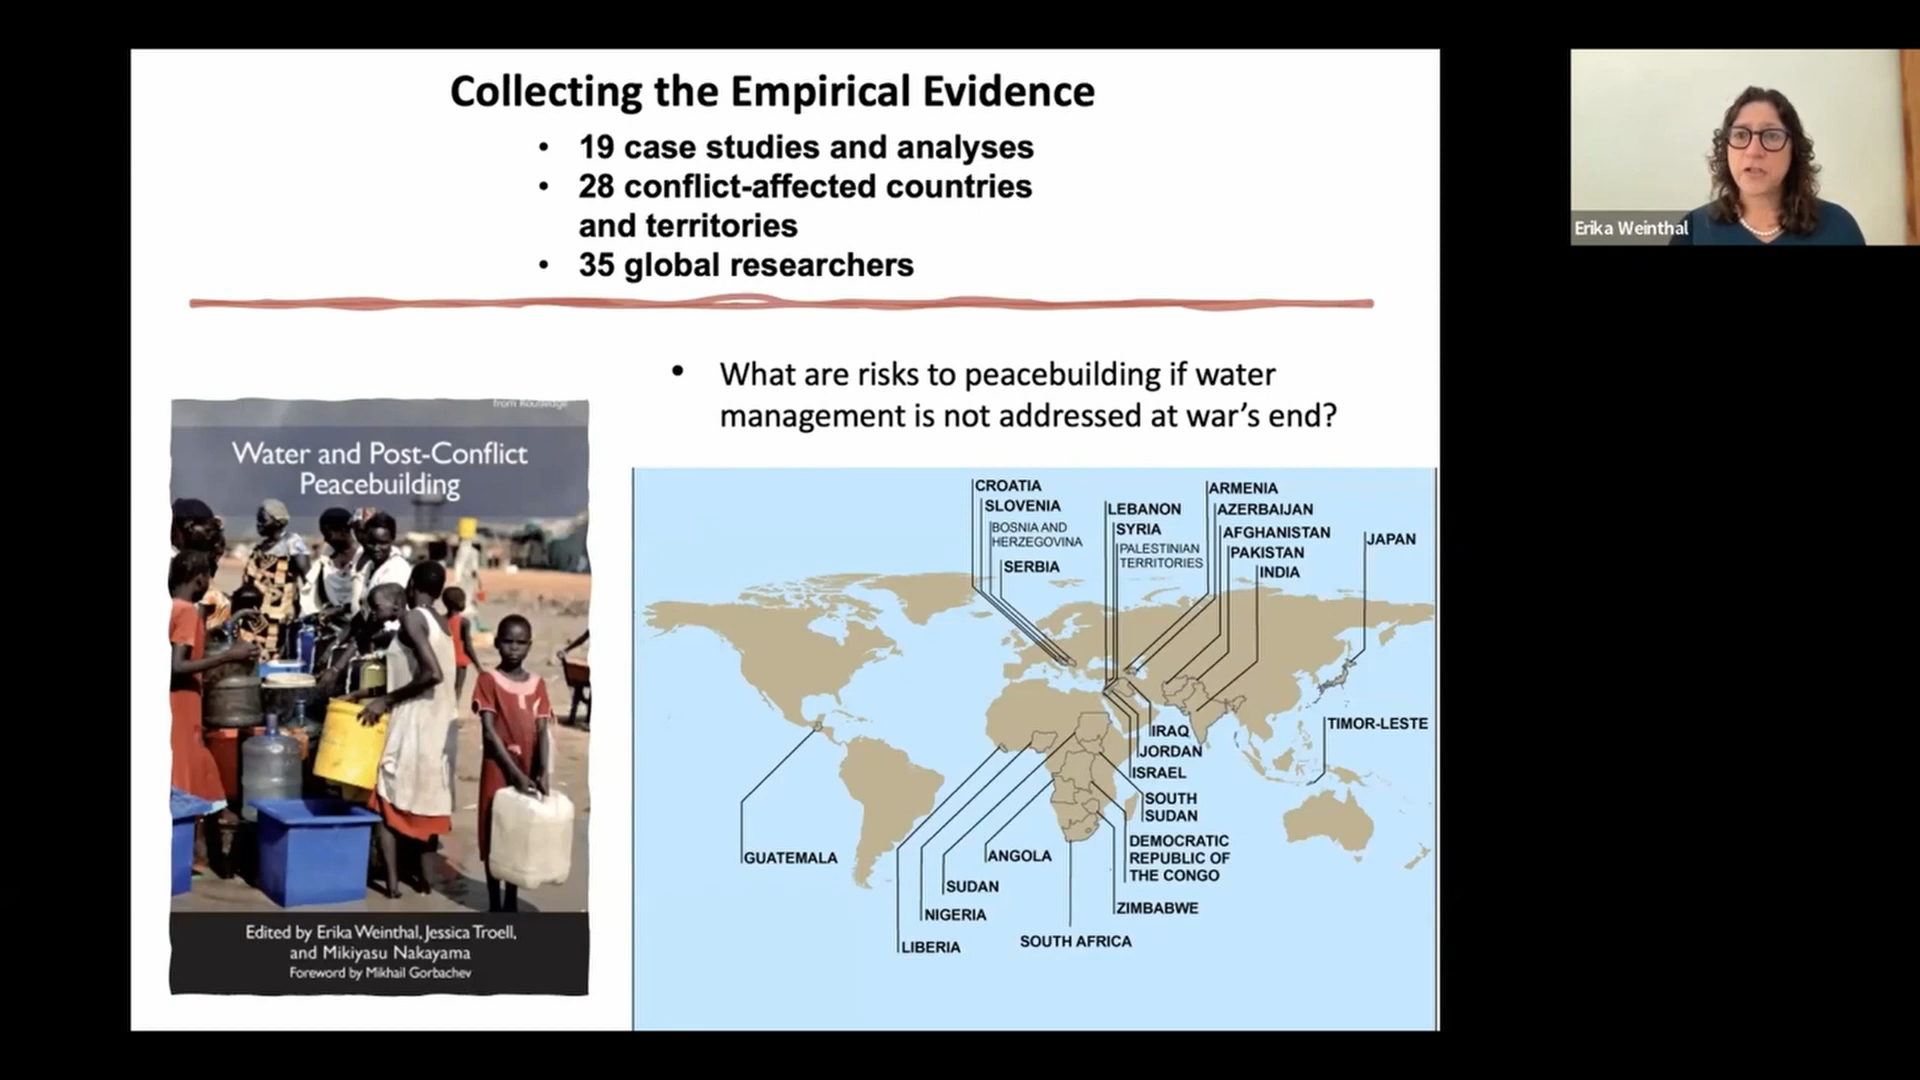 Collecting the Empirical Evidence
• 19 case studies and analyses
• 28 conflict-affected countries
and territories
• 35 global researchers
• What are risks to peacebuilding if water
management is not addressed at war's end?
from Routledge
Water and Post-Conflict
Peacebuilding
Edited by Erika Weinthal, Jessica Troell,
and Mikiyasu Nakayama
Foreword by Mikhail Gorbachev
CROATIA
SLOVENIA
BOSNIA AND
HERZEGOVINA
SERBIA
LEBANON
SYRIA
PALESTINIAN
TERRITORIES
ARMENIA
AZERBAIJAN
AFGHANISTAN
PAKISTAN
INDIA
JAPAN
TIMOR-LESTE
IRAQ
JORDAN
ISRAEL
SOUTH
SUDAN
DEMOCRATIC
REPUBLIC OF
THE CONGO
ZIMBABWE
SOUTH AFRICA
ANGOLA
SUDAN
NIGERIA
LIBERIA
GUATEMALA
Erika Weinthal